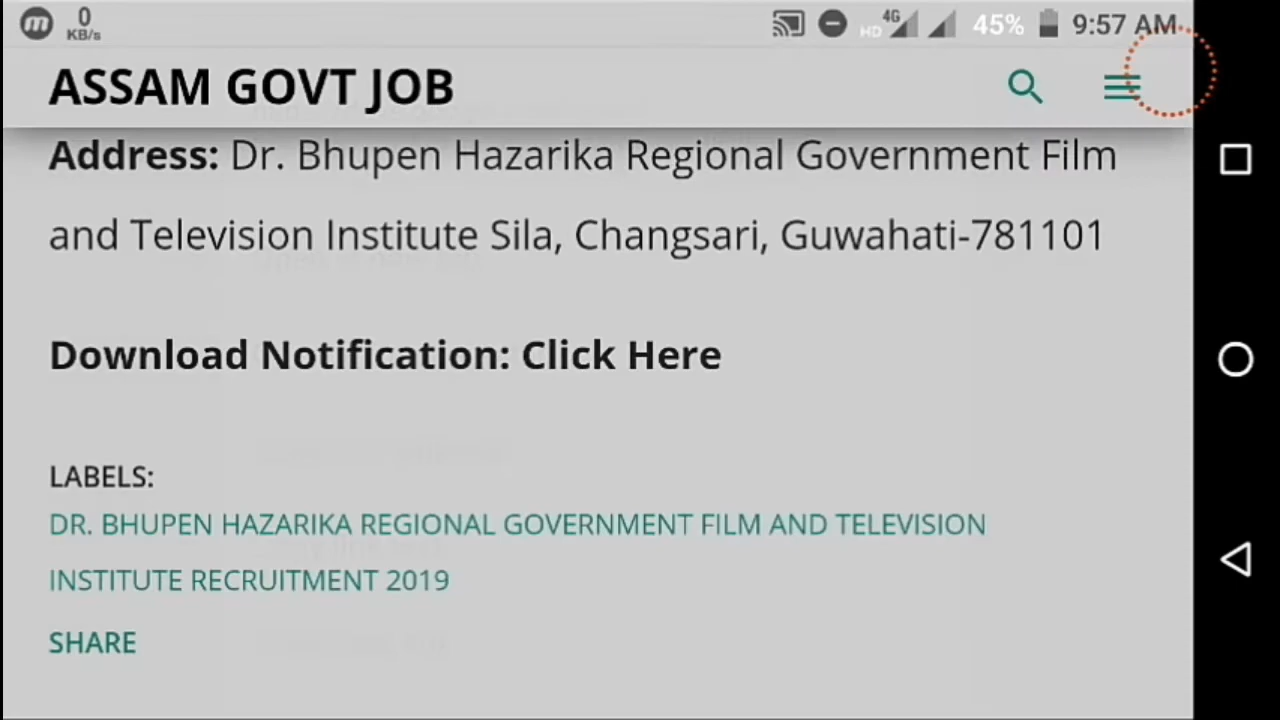 0
KB/s
HD 4G 45% 9:57 AM
ASSAM GOVT JOB
Address: Dr. Bhupen Hazarika Regional Government Film
and Television Institute Sila, Changsari, Guwahati-781101
Download Notification: Click Here
LABELS:
DR. BHUPEN HAZARIKA REGIONAL GOVERNMENT FILM AND TELEVISION
INSTITUTE RECRUITMENT 2019
SHARE